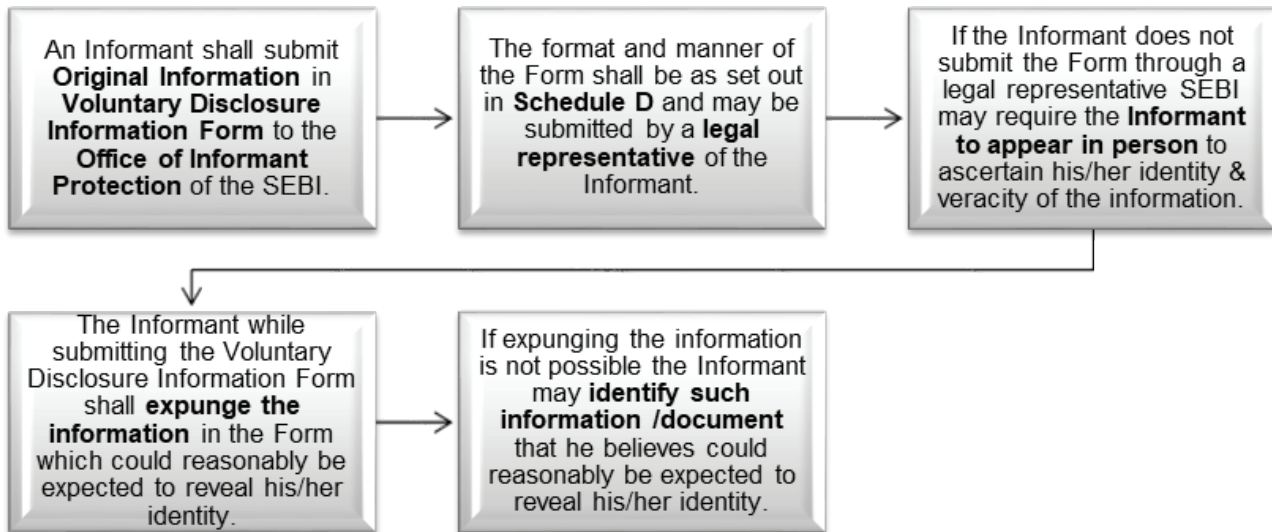 An Informant shall submit
Original Information in
Voluntary Disclosure
Information Form to the
Office of Informant
Protection of the SEBI.
The format and manner of
the Form shall be as set out
in Schedule D and may be
submitted by a legal
representative of the
Informant.
If the Informant does not
submit the Form through a
legal representative SEBI
may require the Informant
to appear in person to
ascertain his/her identity &
veracity of the information.
The Informant while
submitting the Voluntary
Disclosure Information Form
shall expunge the
information in the Form
which could reasonably be
expected to reveal his/her
identity.
If expunging the information
is not possible the Informant
may identify such
information /document
that he believes could
reasonably be expected to
reveal his/her identity.